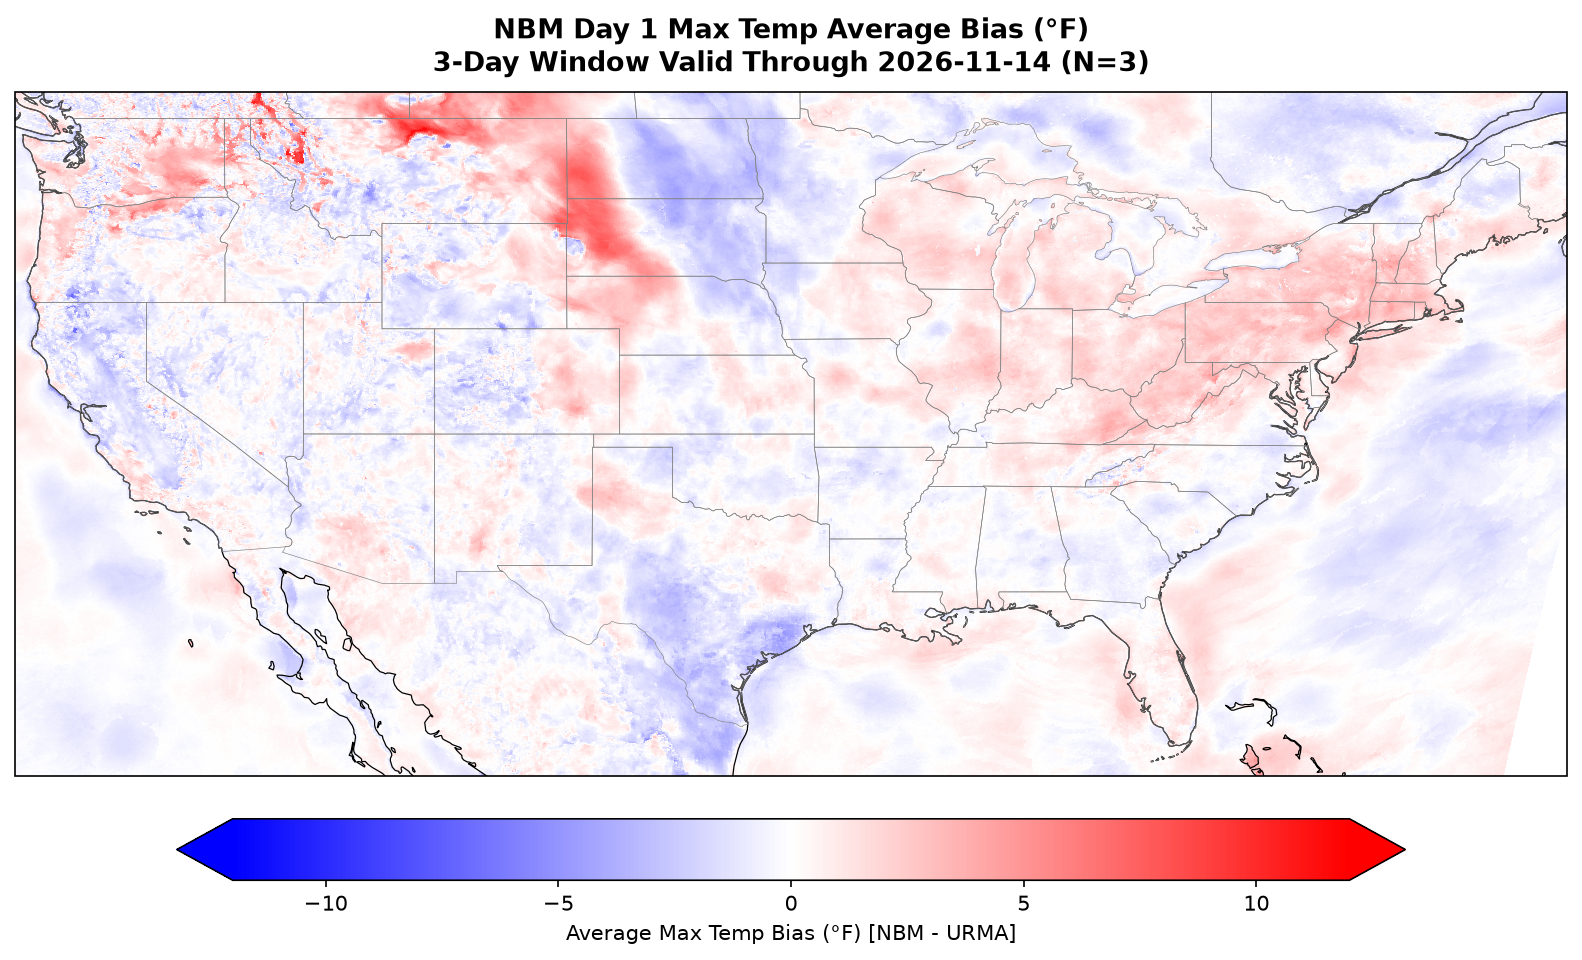 NBM Day 1 Max Temp Average Bias (°F)
3-Day Window Valid Through 2026-11-14 (N=3)
−10 −5 0 5 10
Average Max Temp Bias (°F) [NBM - URMA]